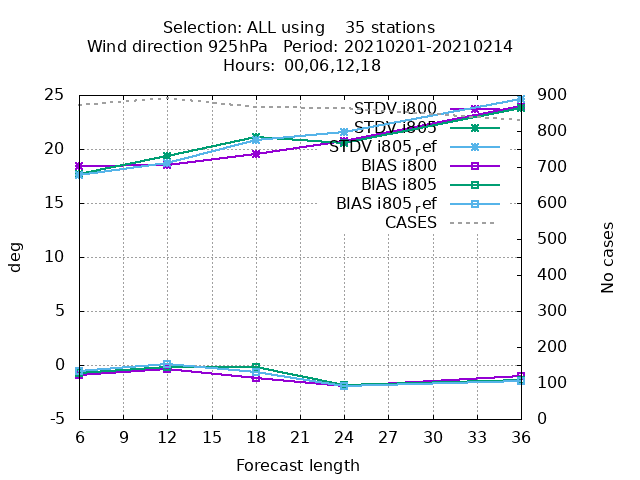 Selection: ALL using 35 stations
Wind direction 925hPa Period: 20210201-20210214
Hours: 00,06,12,18
25
20
15
10
5
0
-5
deg
900
800
700
600
500
400
300
200
100
0
No cases
STDV i800
STDV i805
STDV i805ref
BIAS i800
BIAS i805
BIAS i805ref
CASES
6 9 12 15 18 21 24 27 30 33 36
Forecast length